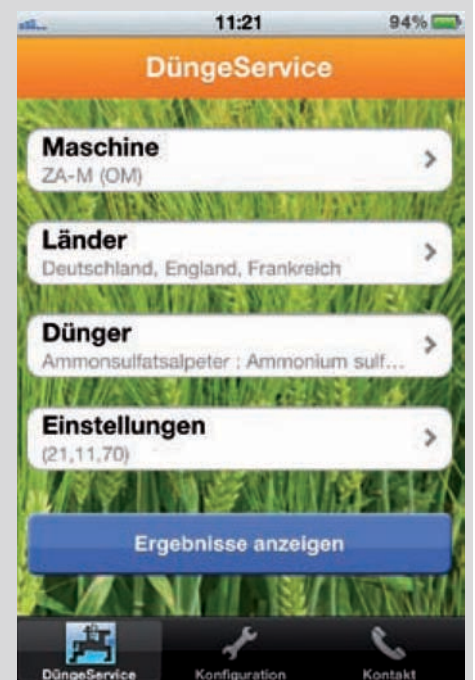 11:21 94%
DüngeService
Maschine
ZA-M (OM)
Länder
Deutschland, England, Frankreich
Dünger
Ammonsulfatsalpeter : Ammonium sulf...
Einstellungen
(21,11,70)
Ergebnisse anzeigen
DüngeService Konfiguration Kontakt